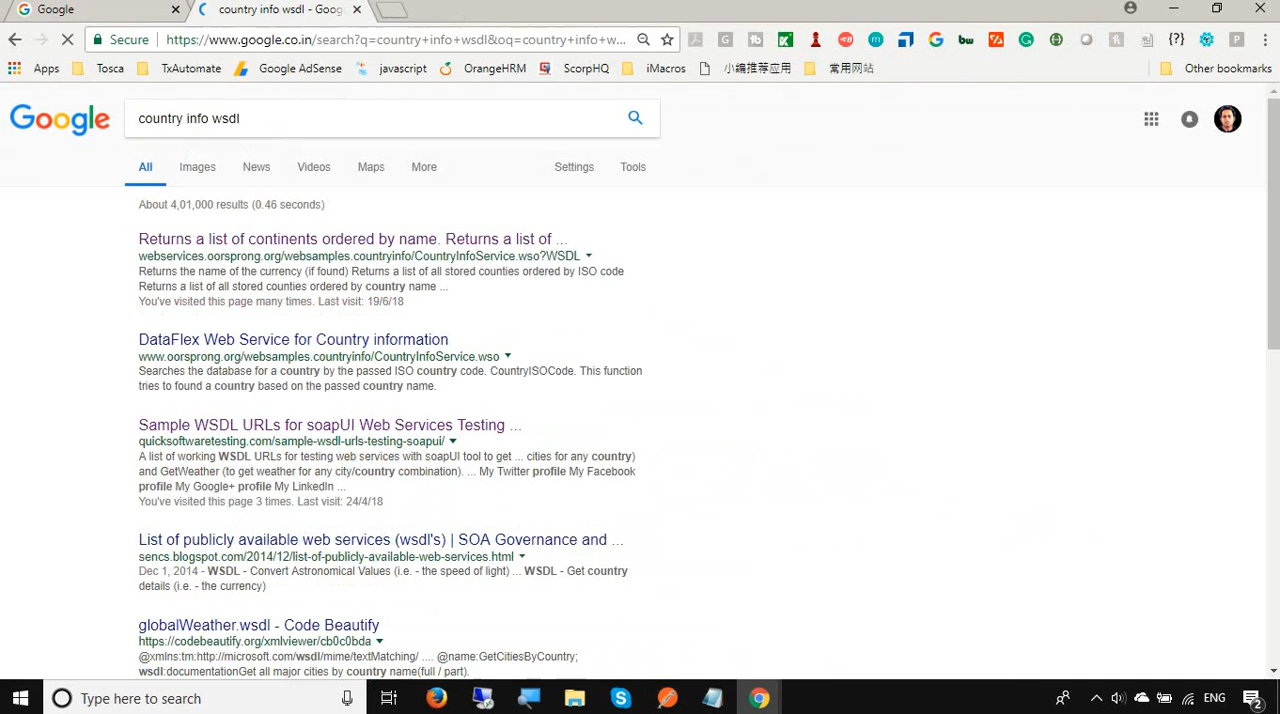 Google
country info wsdl - Goog
Secure
https://www.google.co.in/search?q=country+info+wsdl&oq=country+info+w...
Apps
Tosca
TxAutomate
Google AdSense
javascript
OrangeHRM
ScorpHQ
iMacros
小编推荐应用
常用网站
Other bookmarks
Google
country info wsdl
All Images News Videos Maps More Settings Tools
About 4,01,000 results (0.46 seconds)
Returns a list of continents ordered by name. Returns a list of ...
webservices.oorsprong.org/websamples.countryinfo/CountryInfoService.wso?WSDL
Returns the name of the currency (if found) Returns a list of all stored counties ordered by ISO code
Returns a list of all stored counties ordered by country name ...
You've visited this page many times. Last visit: 19/6/18
DataFlex Web Service for Country information
www.oorsprong.org/websamples.countryinfo/CountryInfoService.wso
Searches the database for a country by the passed ISO country code. CountryISOCode. This function
tries to found a country based on the passed country name.
Sample WSDL URLs for soapUI Web Services Testing ...
quicksoftwaretesting.com/sample-wsdl-urls-testing-soapui/
A list of working WSDL URLs for testing web services with soapUI tool to get ... cities for any country)
and GetWeather (to get weather for any city/country combination). ... My Twitter profile My Facebook
profile My Google+ profile My LinkedIn ...
You've visited this page 3 times. Last visit: 24/4/18
List of publicly available web services (wsdl's) | SOA Governance and ...
sencs.blogspot.com/2014/12/list-of-publicly-available-web-services.html
Dec 1, 2014 - WSDL - Convert Astronomical Values (i.e. - the speed of light) ... WSDL - Get country
details (i.e. - the currency)
globalWeather.wsdl - Code Beautify
https://codebeautify.org/xmlviewer/cb0c0bda
@xmlns:tm:http://microsoft.com/wsdl/mime/textMatching/ .... @name:GetCitiesByCountry;
wsdl:documentationGet all major cities by country name(full / part).
Type here to search
ENG
2